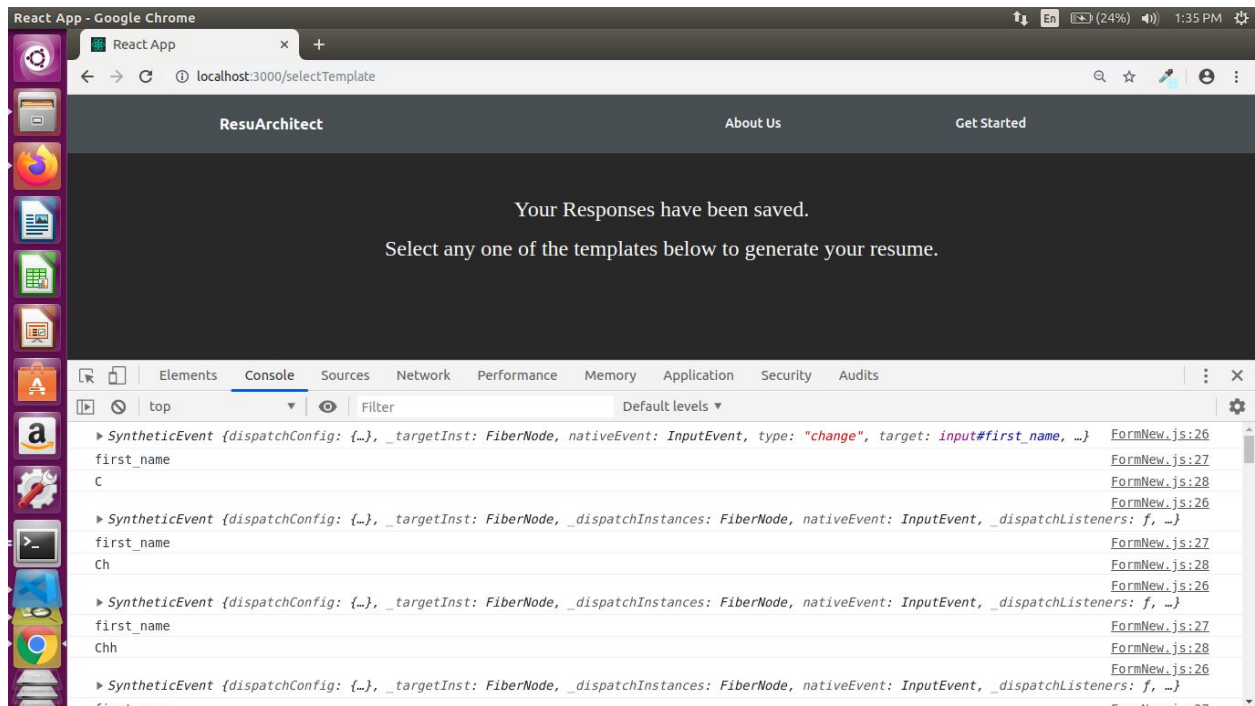 React App - Google Chrome En (24%) 1:35 PM
React App
localhost:3000/selectTemplate
ResuArchitect About Us Get Started
Your Responses have been saved.
Select any one of the templates below to generate your resume.
Elements Console Sources Network Performance Memory Application Security Audits
top Filter Default levels
SyntheticEvent {dispatchConfig: {…}, _targetInst: FiberNode, nativeEvent: InputEvent, type: "change", target: input#first_name, …} FormNew.js:26
first_name FormNew.js:27
C FormNew.js:28
FormNew.js:26
SyntheticEvent {dispatchConfig: {…}, _targetInst: FiberNode, _dispatchInstances: FiberNode, nativeEvent: InputEvent, _dispatchListeners: ƒ, …}
first_name FormNew.js:27
Ch FormNew.js:28
FormNew.js:26
SyntheticEvent {dispatchConfig: {…}, _targetInst: FiberNode, _dispatchInstances: FiberNode, nativeEvent: InputEvent, _dispatchListeners: ƒ, …}
first_name FormNew.js:27
Chh FormNew.js:28
FormNew.js:26
SyntheticEvent {dispatchConfig: {…}, _targetInst: FiberNode, _dispatchInstances: FiberNode, nativeEvent: InputEvent, _dispatchListeners: ƒ, …}